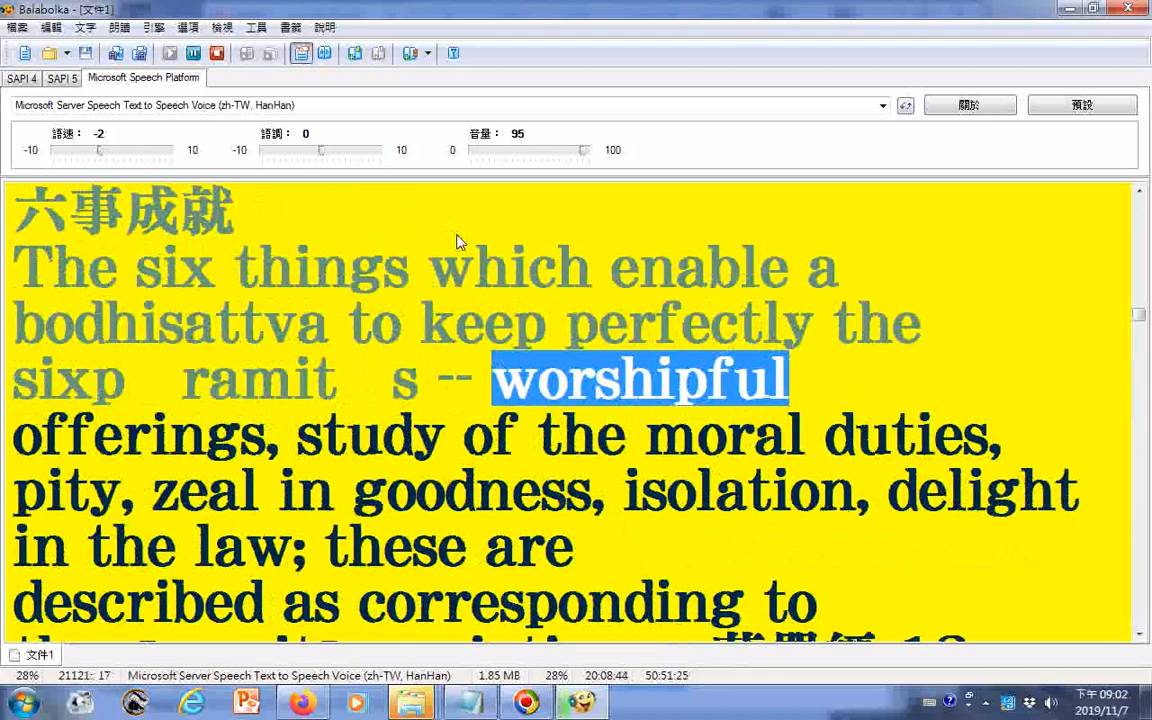 Balabolka - [文件1]
檔案 編輯 文字 朗讀 引擎 選項 檢視 工具 書籤 說明
SAPI 4 SAPI 5 Microsoft Speech Platform
Microsoft Server Speech Text to Speech Voice (zh-TW, HanHan) 關於 預設
語速： -2 語調： 0 音量： 95
-10 10 -10 10 0 100
六事成就
The six things which enable a
bodhisattva to keep perfectly the
sixp ramit s -- worshipful
offerings, study of the moral duties,
pity, zeal in goodness, isolation, delight
in the law; these are
described as corresponding to
文件1
28% 21121: 17 Microsoft Server Speech Text to Speech Voice (zh-TW, HanHan) 1.85 MB 28% 20:08:44 50:51:25
下午 09:02
2019/11/7